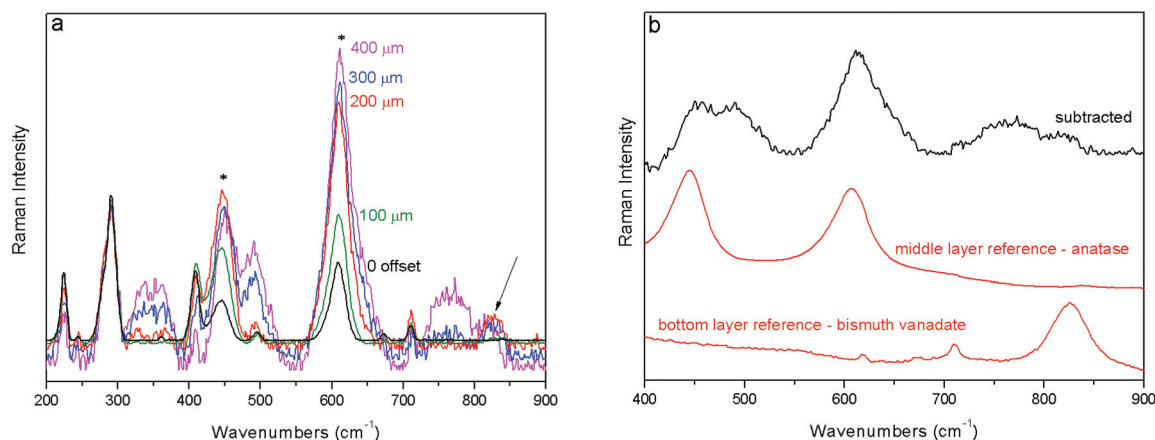 a
*
*
400 μm
300 μm
200 μm
100 μm
0 offset
Raman Intensity
200 300 400 500 600 700 800 900
Wavenumbers (cm⁻¹)
b
subtracted
middle layer reference - anatase
bottom layer reference - bismuth vanadate
Raman Intensity
400 500 600 700 800 900
Wavenumbers (cm⁻¹)